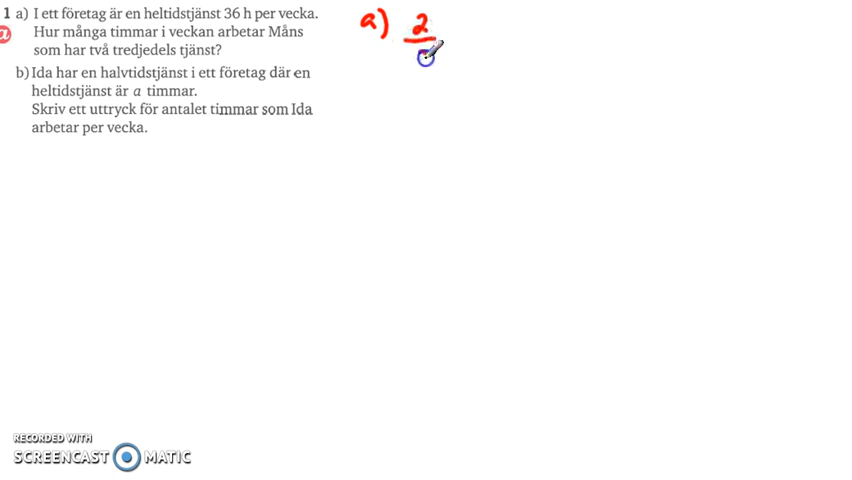 1 a) I ett företag är en heltidstjänst 36 h per vecka.
a Hur många timmar i veckan arbetar Måns
som har två tredjedels tjänst?
b) Ida har en halvtidstjänst i ett företag där en
heltidstjänst är a timmar.
Skriv ett uttryck för antalet timmar som Ida
arbetar per vecka.
a) 2
RECORDED WITH
SCREENCAST MATIC